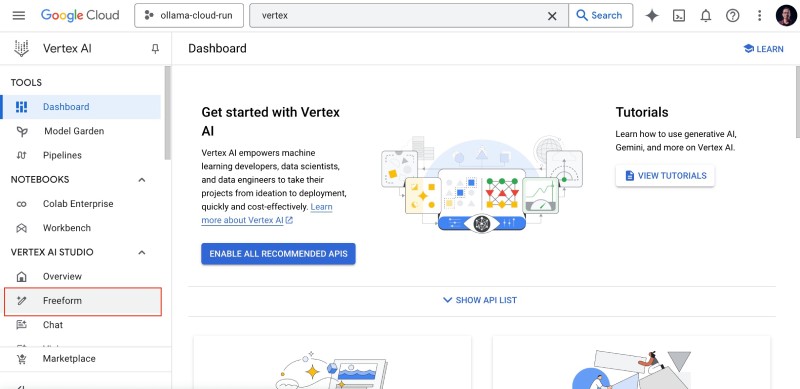 Google Cloud
ollama-cloud-run
vertex
Search
Vertex AI
Dashboard
LEARN
TOOLS
Dashboard
Model Garden
Pipelines
NOTEBOOKS
Colab Enterprise
Workbench
VERTEX AI STUDIO
Overview
Freeform
Chat
Marketplace
Get started with Vertex
AI
Vertex AI empowers machine
learning developers, data scientists,
and data engineers to take their
projects from ideation to deployment,
quickly and cost-effectively. Learn
more about Vertex AI
ENABLE ALL RECOMMENDED APIS
Tutorials
Learn how to use generative AI,
Gemini, and more on Vertex AI.
VIEW TUTORIALS
SHOW API LIST